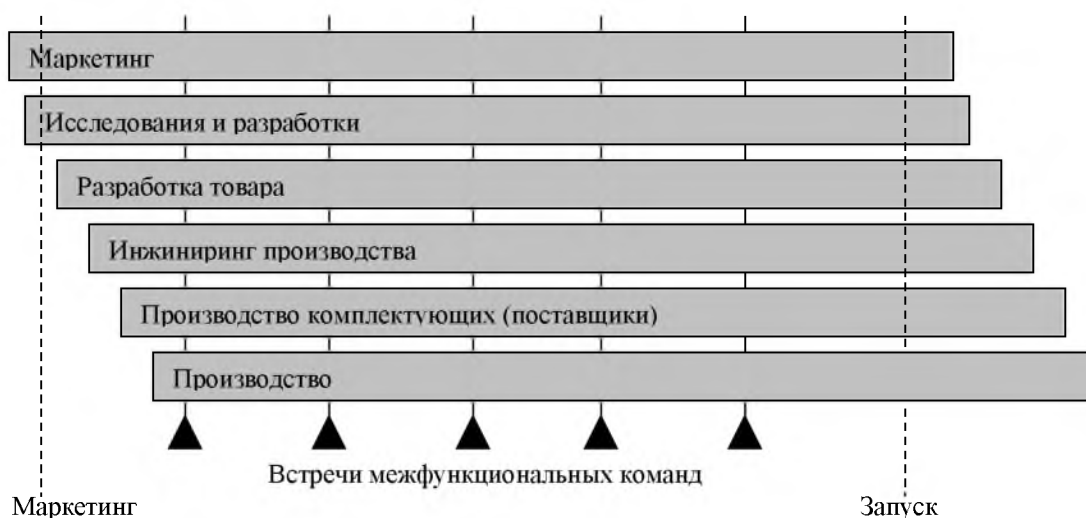 Маркетинг
Исследования и разработки
Разработка товара
Инжиниринг производства
Производство комплектующих (поставщики)
Производство
Встречи межфункциональных команд
Маркетинг
Запуск